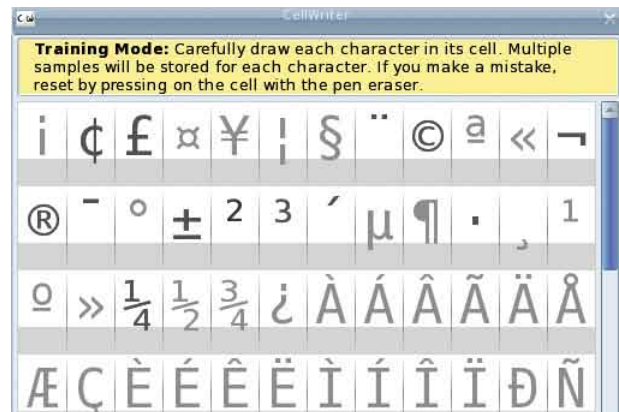 CellWriter
Training Mode: Carefully draw each character in its cell. Multiple
samples will be stored for each character. If you make a mistake,
reset by pressing on the cell with the pen eraser.
¡ ¢ £ ¤ ¥ ¦ § ¨ © ª « ¬
® ¯ ° ± ² ³ ´ µ ¶ · ¸ ¹
º » ¼ ½ ¾ ¿ À Á Â Ã Ä Å
Æ Ç È É Ê Ë Ì Í Î Ï Ð Ñ